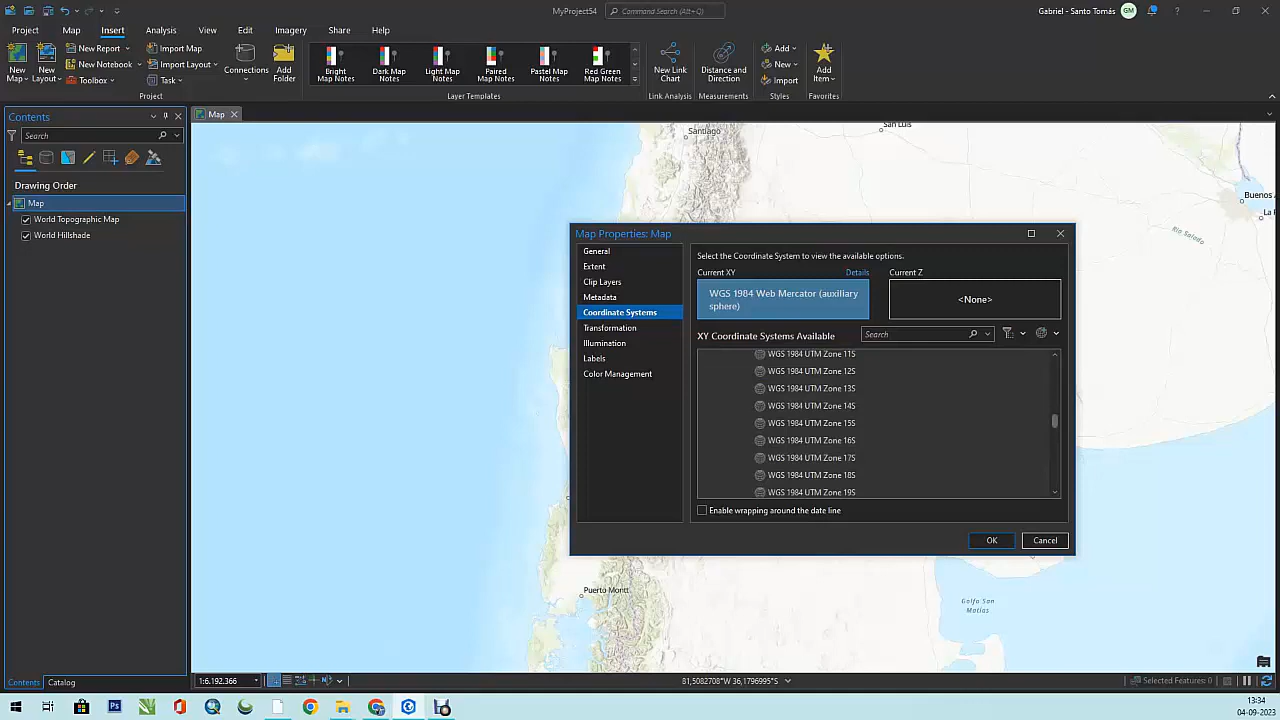 MyProject54
Command Search (Alt+Q)
Gabriel - Santo Tomás
GM
?
Project
Map
Insert
Analysis
View
Edit
Imagery
Share
Help
New Map
New Layout
New Report
New Notebook
Toolbox
Import Map
Import Layout
Task
Connections
Add Folder
Bright Map Notes
Dark Map Notes
Light Map Notes
Paired Map Notes
Pastel Map Notes
Red Green Map Notes
New Link Chart
Distance and Direction
Add
New
Import
Add Item
Project
Layer Templates
Link Analysis
Measurements
Styles
Favorites
Contents
Map
Search
Drawing Order
Map
World Topographic Map
World Hillshade
Santiago
San Luis
Buenos
Río Salado
Puerto Montt
Golfo San Matías
Map Properties: Map
General
Extent
Clip Layers
Metadata
Coordinate Systems
Transformation
Illumination
Labels
Color Management
Select the Coordinate System to view the available options.
Current XY
Details
Current Z
WGS 1984 Web Mercator (auxiliary
sphere)
<None>
XY Coordinate Systems Available
Search
WGS 1984 UTM Zone 11S
WGS 1984 UTM Zone 12S
WGS 1984 UTM Zone 13S
WGS 1984 UTM Zone 14S
WGS 1984 UTM Zone 15S
WGS 1984 UTM Zone 16S
WGS 1984 UTM Zone 17S
WGS 1984 UTM Zone 18S
WGS 1984 UTM Zone 19S
Enable wrapping around the date line
OK
Cancel
Contents
Catalog
1:6.192.366
81,5082708°W 36,1796995°S
Selected Features: 0
13:34
04-09-2023